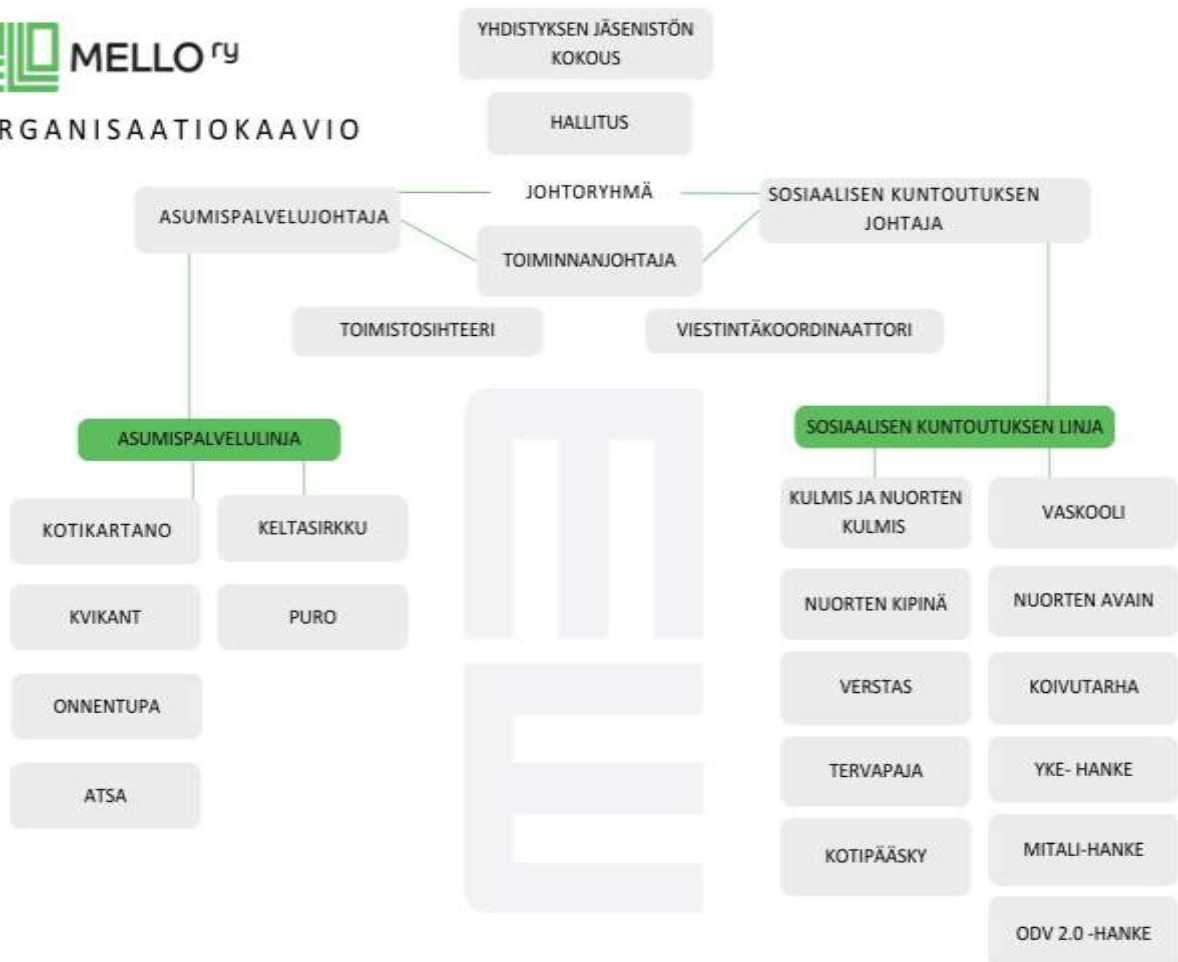 MELLO ry
RGANISAATIOKAAVIO
YHDISTYKSEN JÄSENISTÖN
KOKOUS
HALLITUS
JOHTORYHMÄ
ASUMISPALVELUJOHTAJA
SOSIAALISEN KUNTOUTUKSEN
JOHTAJA
TOIMINNANJOHTAJA
TOIMISTOSIHTEERI
VIESTINTÄKOORDINAATTORI
ASUMISPALVELULINJA
KOTIKARTANO
KELTASIRKKU
KVIKANT
PURO
ONNENTUPA
ATSA
SOSIAALISEN KUNTOUTUKSEN LINJA
KULMIS JA NUORTEN
KULMIS
VASKOOLI
NUORTEN KIPINÄ
NUORTEN AVAIN
VERSTAS
KOIVUTARHA
TERVAPAJA
YKE- HANKE
KOTIPÄÄSKY
MITALI-HANKE
ODV 2.0 -HANKE
ME